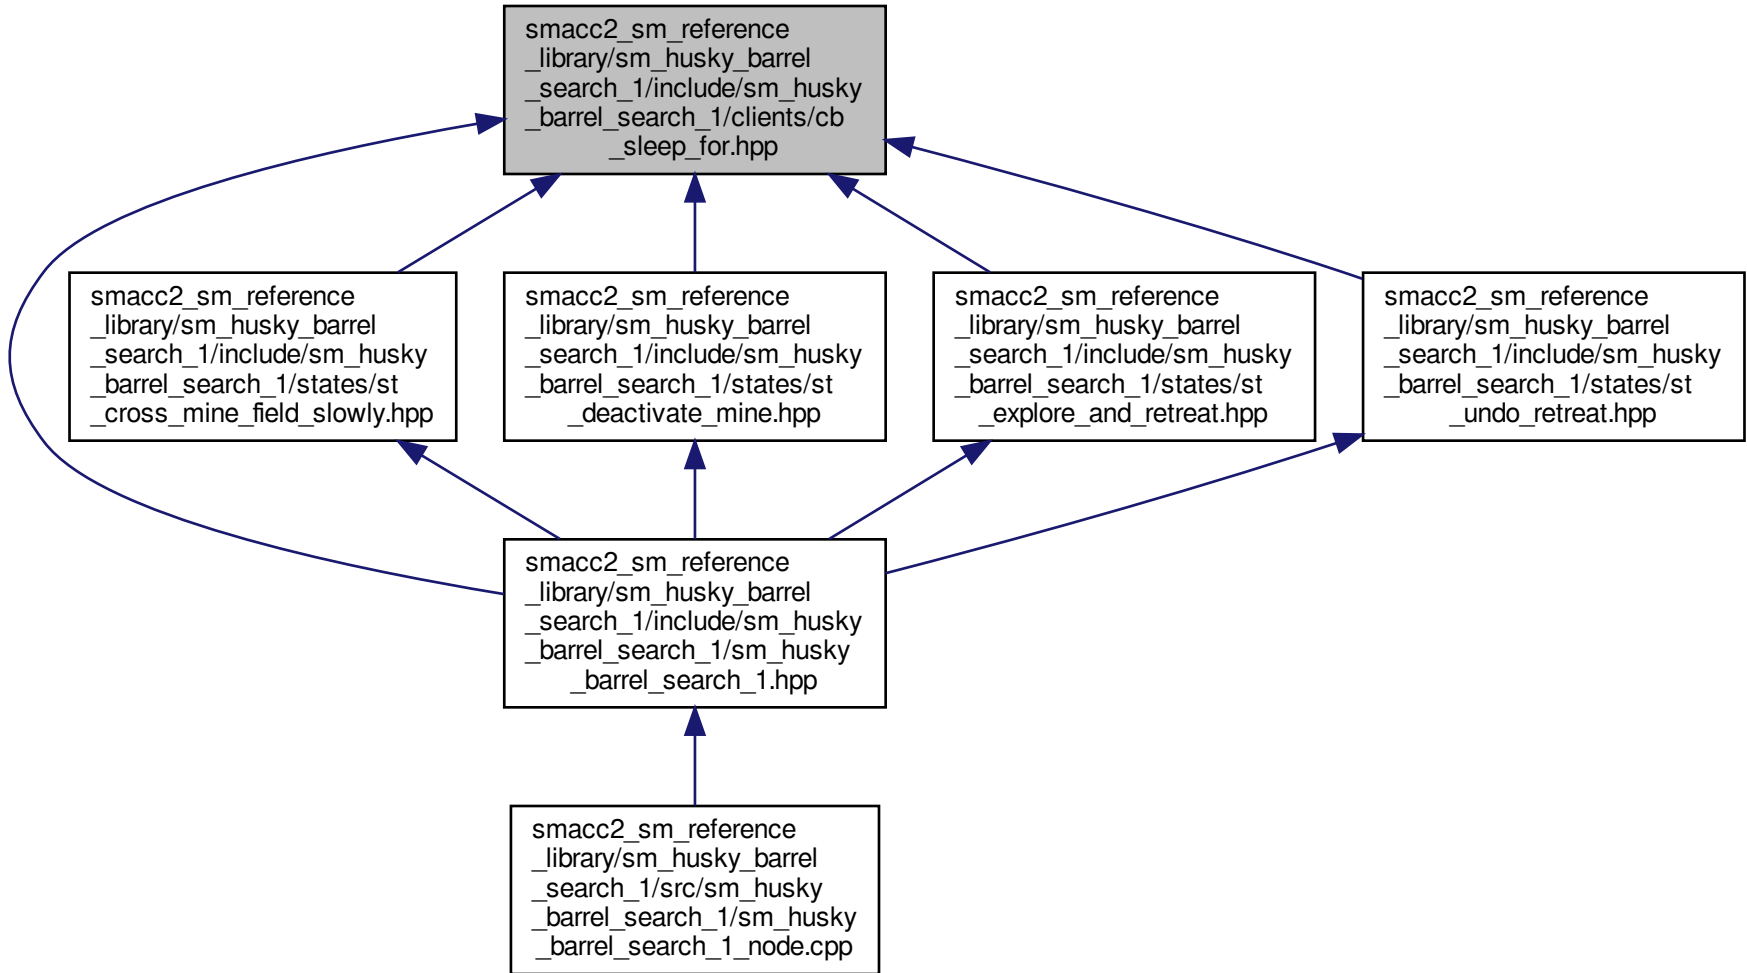 smacc2_sm_reference
_library/sm_husky_barrel
_search_1/include/sm_husky
_barrel_search_1/clients/cb
_sleep_for.hpp
smacc2_sm_reference
_library/sm_husky_barrel
_search_1/include/sm_husky
_barrel_search_1/states/st
_cross_mine_field_slowly.hpp
smacc2_sm_reference
_library/sm_husky_barrel
_search_1/include/sm_husky
_barrel_search_1/states/st
_deactivate_mine.hpp
smacc2_sm_reference
_library/sm_husky_barrel
_search_1/include/sm_husky
_barrel_search_1/states/st
_explore_and_retreat.hpp
smacc2_sm_reference
_library/sm_husky_barrel
_search_1/include/sm_husky
_barrel_search_1/states/st
_undo_retreat.hpp
smacc2_sm_reference
_library/sm_husky_barrel
_search_1/include/sm_husky
_barrel_search_1/sm_husky
_barrel_search_1.hpp
smacc2_sm_reference
_library/sm_husky_barrel
_search_1/src/sm_husky
_barrel_search_1/sm_husky
_barrel_search_1_node.cpp